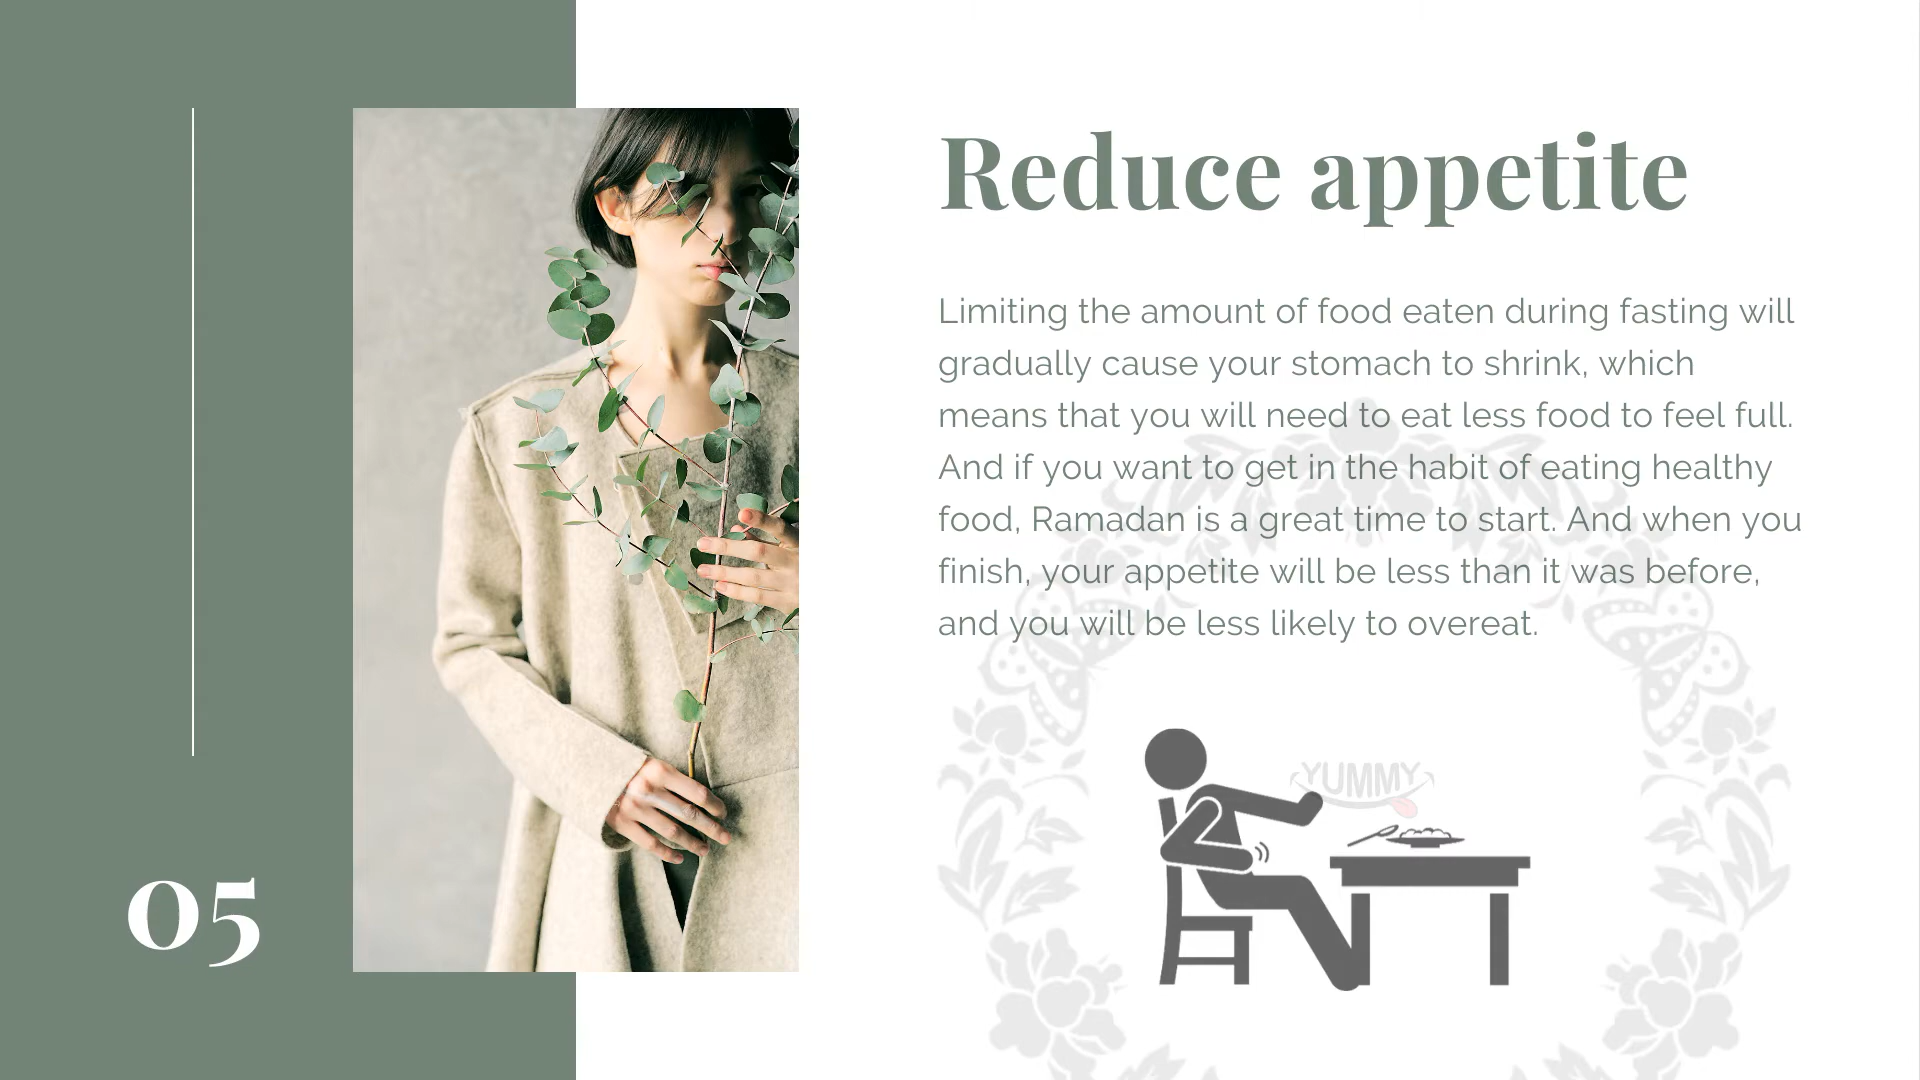 Reduce appetite
Limiting the amount of food eaten during fasting will
gradually cause your stomach to shrink, which
means that you will need to eat less food to feel full.
And if you want to get in the habit of eating healthy
food, Ramadan is a great time to start. And when you
finish, your appetite will be less than it was before,
and you will be less likely to overeat.
YUMMY
05